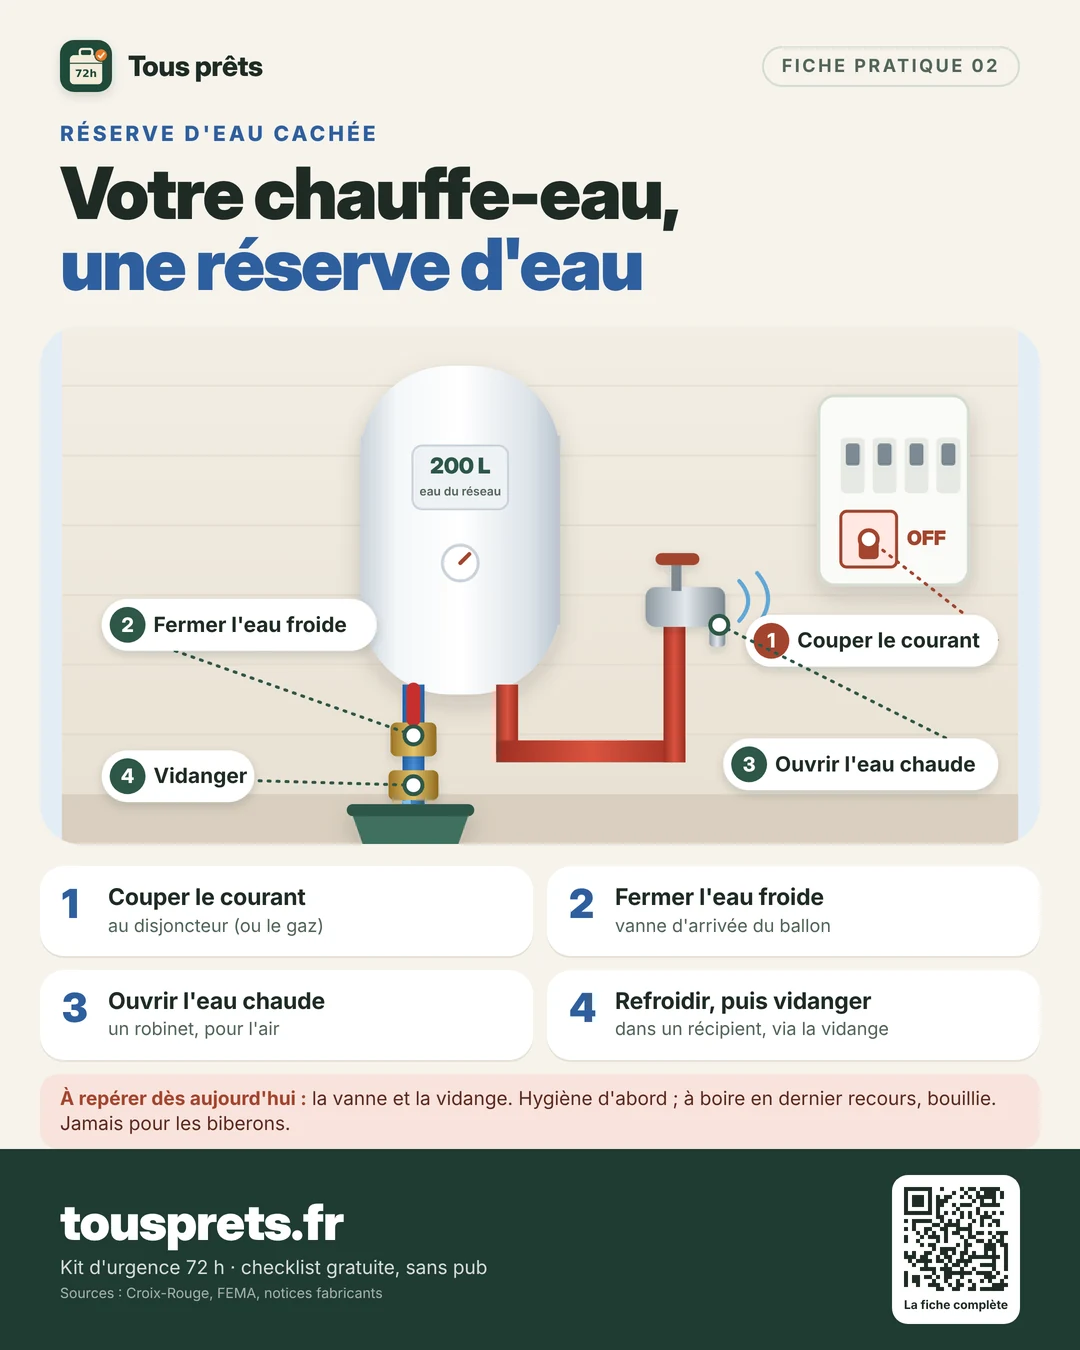 72h
Tous prêts
FICHE PRATIQUE 02
RÉSERVE D'EAU CACHÉE
Votre chauffe-eau,
une réserve d'eau
200 L
eau du réseau
OFF
2 Fermer l'eau froide
1 Couper le courant
4 Vidanger
3 Ouvrir l'eau chaude
1 Couper le courant
au disjoncteur (ou le gaz)
2 Fermer l'eau froide
vanne d'arrivée du ballon
3 Ouvrir l'eau chaude
un robinet, pour l'air
4 Refroidir, puis vidanger
dans un récipient, via la vidange
À repérer dès aujourd'hui : la vanne et la vidange. Hygiène d'abord ; à boire en dernier recours, bouillie.
Jamais pour les biberons.
tousprets.fr
Kit d'urgence 72 h · checklist gratuite, sans pub
Sources : Croix-Rouge, FEMA, notices fabricants
La fiche complète